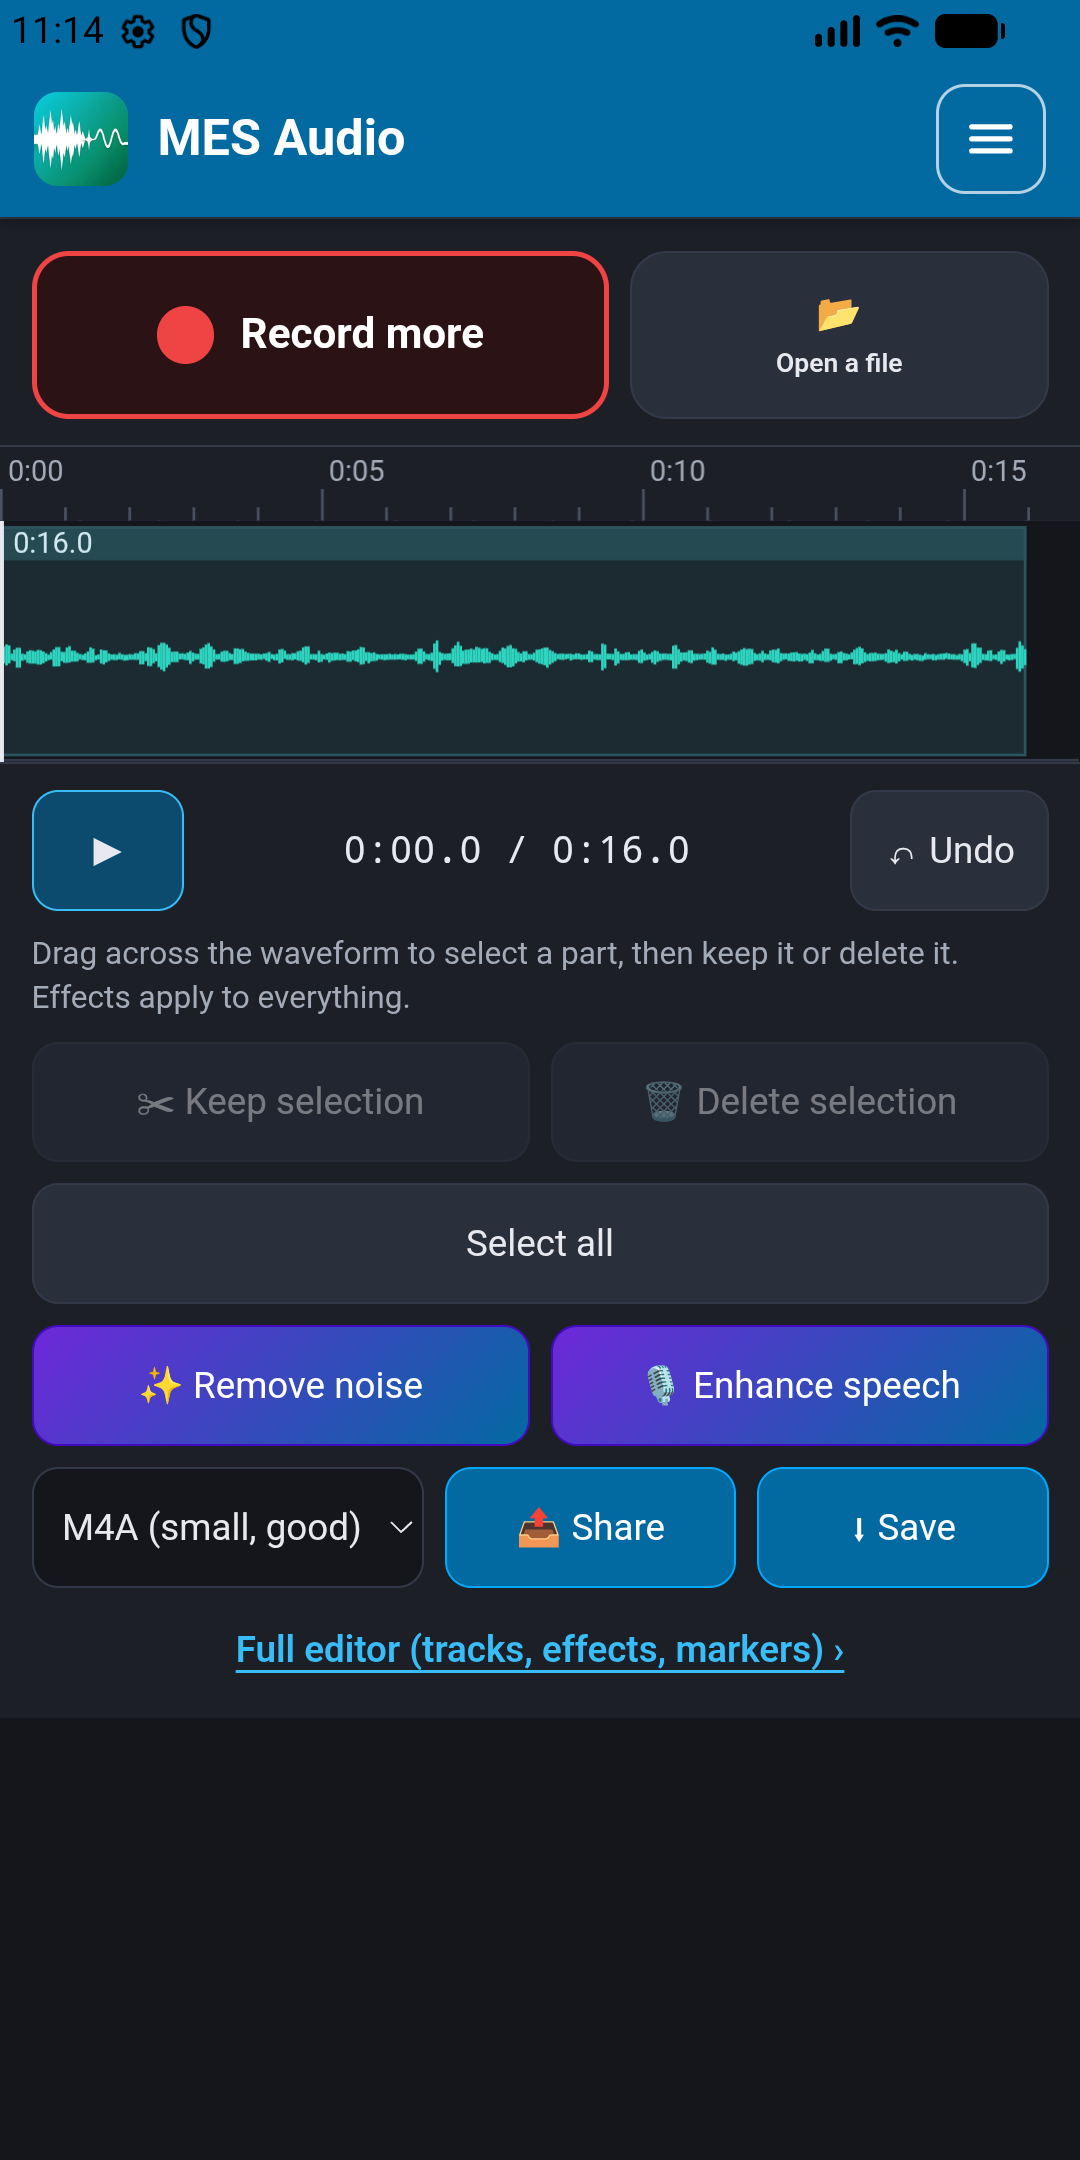 11:14
MES Audio
Record more
Open a file
0:00 0:05 0:10 0:15
0:16.0
0:00.0 / 0:16.0
Undo
Drag across the waveform to select a part, then keep it or delete it.
Effects apply to everything.
Keep selection
Delete selection
Select all
Remove noise
Enhance speech
M4A (small, good)
Share
Save
Full editor (tracks, effects, markers) ›